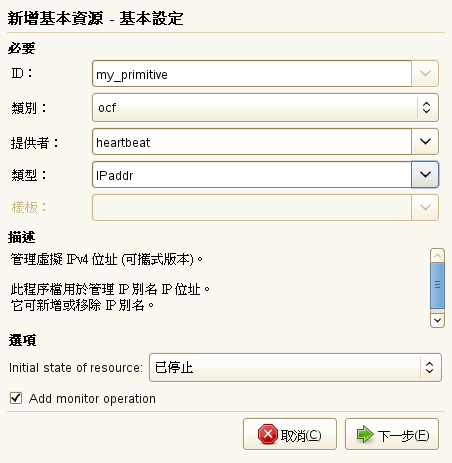 新增基本資源 - 基本設定
必要
ID：
my_primitive
類別：
ocf
提供者：
heartbeat
類型：
IPaddr
樣板：
描述
管理虛擬 IPv4 位址 (可攜式版本)。
此程序檔用於管理 IP 別名 IP 位址。
它可新增或移除 IP 別名。
選項
Initial state of resource: 已停止
Add monitor operation
取消(C) 下一步(F)